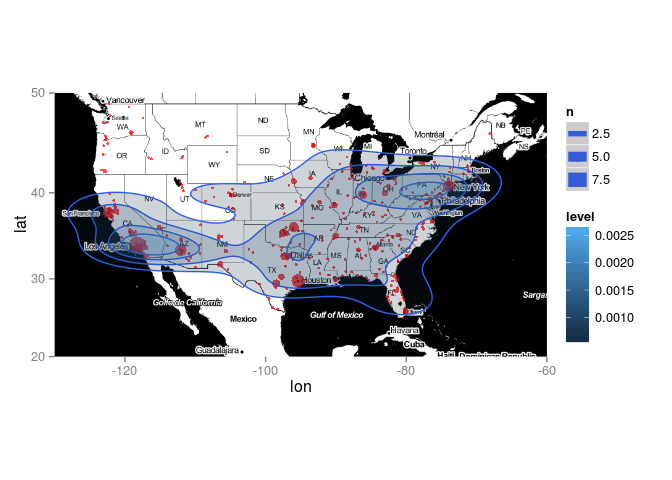 50
40
30
20
lat
-120
-100
-80
-60
lon
n
2.5
5.0
7.5
level
0.0025
0.0020
0.0015
0.0010
Vancouver
Seattle
WA
MT
ND
MN
Montréal
NB
PE
NS
OR
ID
WY
SD
WI
MI
Toronto
NY
Boston
NV
UT
Denver
NE
IA
Chicago
IL
PA
New York
Philadelphia
Washington
San Francisco
CA
KS
MO
KY
VA
Los Angeles
AZ
NM
AR
TN
NC
Dallas
MS
AL
GA
SC
TX
LA
Houston
FL
Miami
Golfo de California
Mexico
Gulf of Mexico
Sargas
Guadalajara
Havana
Cuba
Haiti
Dominican Republic